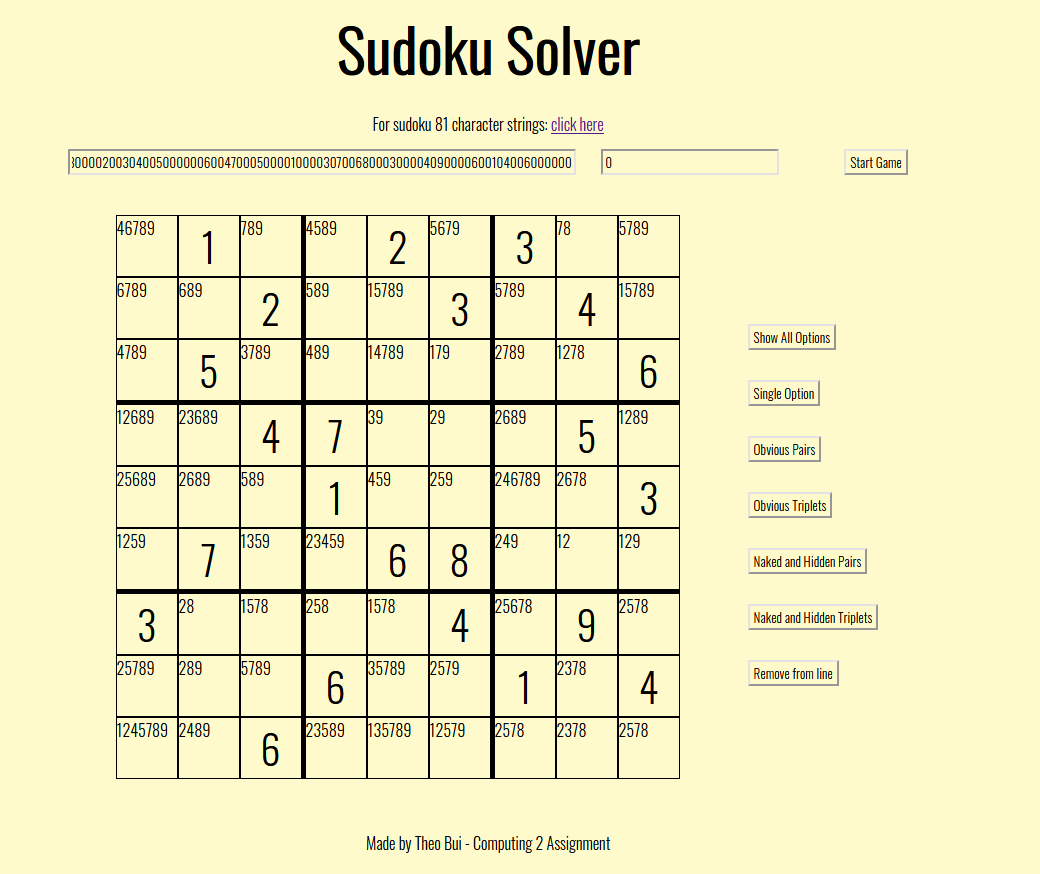 Sudoku Solver
For sudoku 81 character strings: click here
300002003040050000006004700050000100003070068000300004090000600104006000000 0 Start Game
46789 1 789 4589 2 5679 3 78 5789
6789 689 2 589 15789 3 5789 4 15789
Show All Options
4789 5 3789 489 14789 179 2789 1278 6
Single Option
12689 23689 4 7 39 29 2689 5 1289
Obvious Pairs
25689 2689 589 1 459 259 246789 2678 3
Obvious Triplets
1259 7 1359 23459 6 8 249 12 129
Naked and Hidden Pairs
3 28 1578 258 1578 4 25678 9 2578
Naked and Hidden Triplets
25789 289 5789 6 35789 2579 1 2378 4
Remove from line
1245789 2489 6 23589 135789 12579 2578 2378 2578
Made by Theo Bui - Computing 2 Assignment